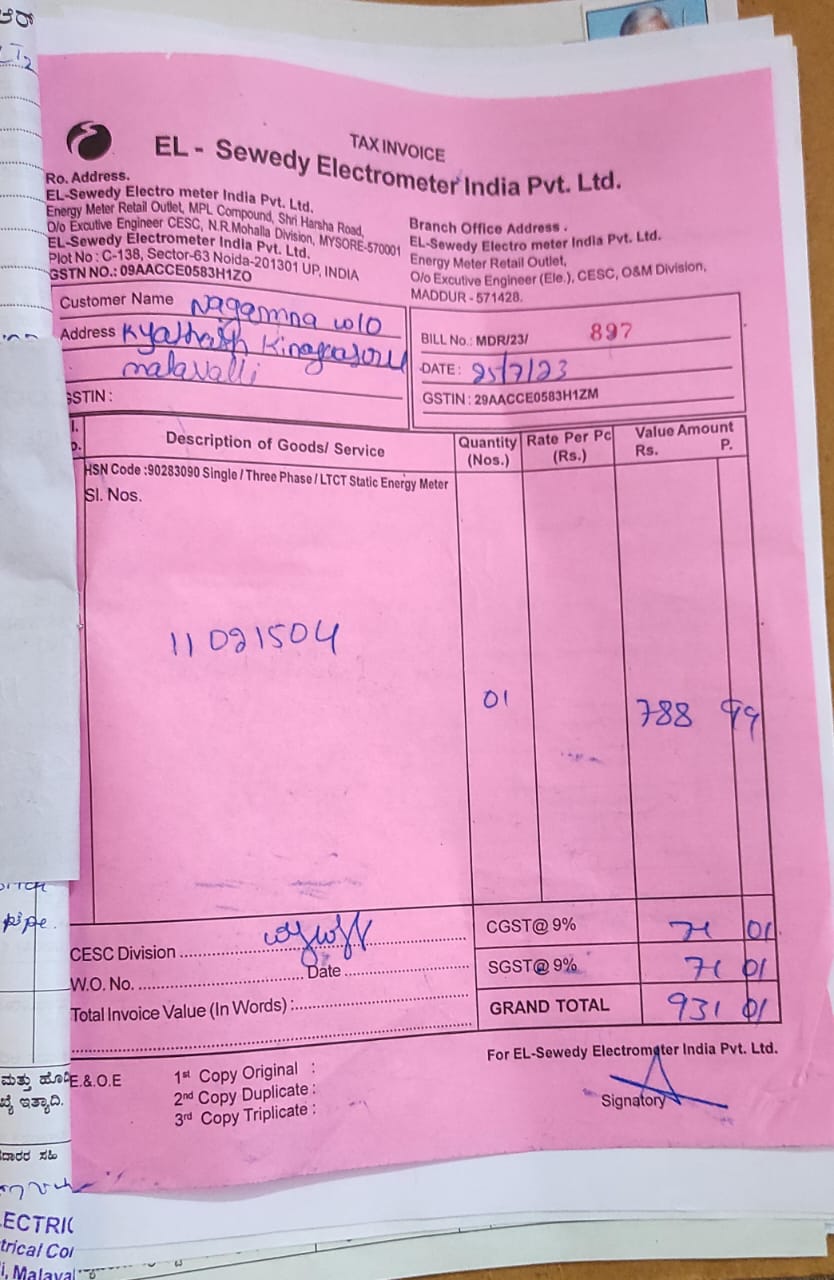 TAX INVOICE
EL - Sewedy Electrometer India Pvt. Ltd.
Ro. Address.
EL-Sewedy Electro meter India Pvt. Ltd.
Energy Meter Retail Outlet, MPL Compound, Shri Harsha Road,
O/o Excutive Engineer CESC, N.R.Mohalla Division, MYSORE-570001
EL-Sewedy Electrometer India Pvt. Ltd.
Plot No : C-138, Sector-63 Noida-201301 UP, INDIA
GSTN NO.: 09AACCE0583H1ZO
Branch Office Address .
EL-Sewedy Electro meter India Pvt. Ltd.
Energy Meter Retail Outlet,
O/o Excutive Engineer (Ele.), CESC, O&M Division,
MADDUR - 571428.
Customer Name Nagamma w/o
Address
malavalli
GSTIN :
BILL No.: MDR/23/ 897
DATE : 25/7/23
GSTIN : 29AACCE0583H1ZM
Description of Goods/ Service
Quantity (Nos.)
Rate Per Pc (Rs.)
Value Amount
Rs. P.
HSN Code :90283090 Single / Three Phase / LTCT Static Energy Meter
Sl. Nos.
11021504
01
788 99
CESC Division
W.O. No. Date
Total Invoice Value (In Words) :
CGST@ 9% 71 01
SGST@ 9% 71 01
GRAND TOTAL 931 01
For EL-Sewedy Electrometer India Pvt. Ltd.
E.&.O.E
1st Copy Original :
2nd Copy Duplicate :
3rd Copy Triplicate :
Signatory
pipe.
ಮತ್ತು
ಇತ್ಯಾದಿ.
ಸಹಿ